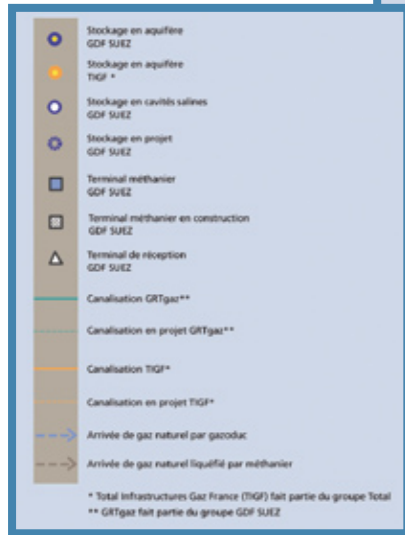 Stockage en aquifère
GDF SUEZ
Stockage en aquifère
TIGF *
Stockage en cavités salines
GDF SUEZ
Stockage en projet
GDF SUEZ
Terminal méthanier
GDF SUEZ
Terminal méthanier en construction
GDF SUEZ
Terminal de réception
GDF SUEZ
Canalisation GRTgaz**
Canalisation en projet GRTgaz**
Canalisation TIGF*
Canalisation en projet TIGF*
Arrivée de gaz naturel par gazoduc
Arrivée de gaz naturel liquéfié par méthanier
* Total Infrastructures Gaz France (TIGF) fait partie du groupe Total
** GRTgaz fait partie du groupe GDF SUEZ